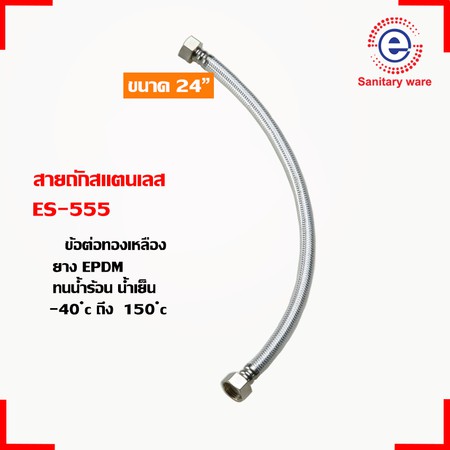 e
Sanitary ware
ขนาด 24”
สายถักสแตนเลส
ES-555
ข้อต่อทองเหลือง
ยาง EPDM
ทนน้ำร้อน น้ำเย็น
-40°c ถึง 150°c